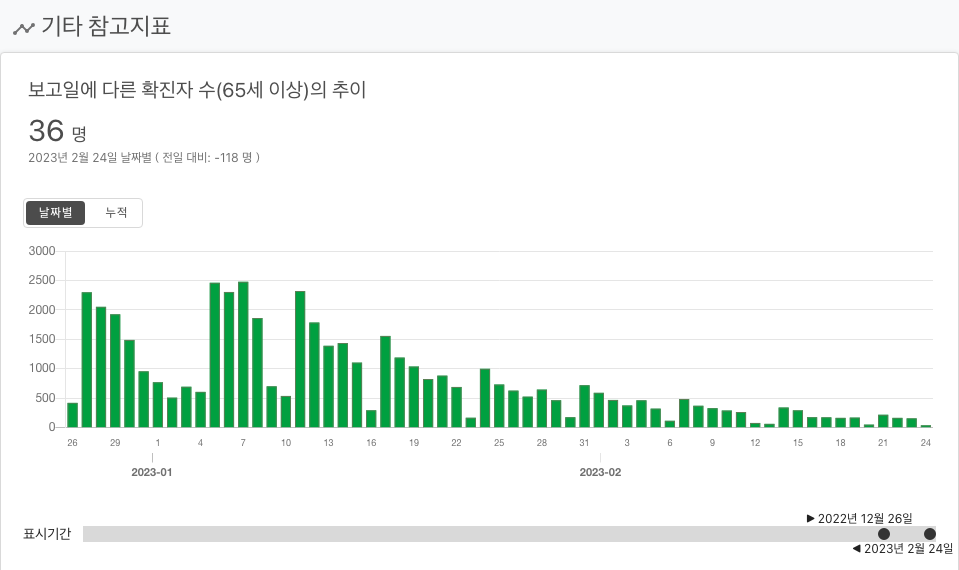 기타 참고지표
보고일에 다른 확진자 수(65세 이상)의 추이
36 명
2023년 2월 24일 날짜별 ( 전일 대비: -118 명 )
날짜별 누적
3000
2500
2000
1500
1000
500
0
26 29 1 4 7 10 13 16 19 22 25 28 31 3 6 9 12 15 18 21 24
2023-01 2023-02
▶ 2022년 12월 26일
표시기간
◀ 2023년 2월 24일